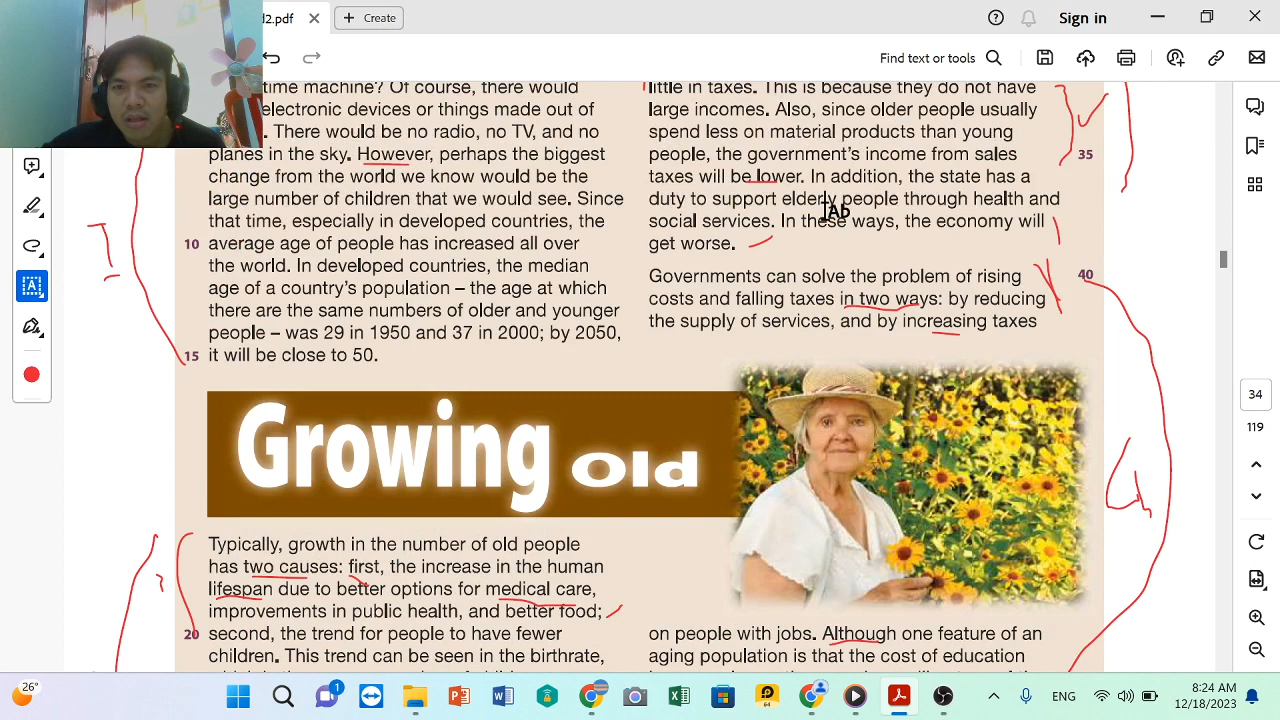 d2.pdf
Create
Sign in
Find text or tools
time machine? Of course, there would
electronic devices or things made out of
There would be no radio, no TV, and no
planes in the sky. However, perhaps the biggest
change from the world we know would be the
large number of children that we would see. Since
that time, especially in developed countries, the
10 average age of people has increased all over
the world. In developed countries, the median
age of a country's population – the age at which
there are the same numbers of older and younger
people – was 29 in 1950 and 37 in 2000; by 2050,
15 it will be close to 50.
little in taxes. This is because they do not have
large incomes. Also, since older people usually
spend less on material products than young
people, the government's income from sales 35
taxes will be lower. In addition, the state has a
duty to support elderly people through health and
social services. In these ways, the economy will
get worse.
Governments can solve the problem of rising 40
costs and falling taxes in two ways: by reducing
the supply of services, and by increasing taxes
Growing Old
Typically, growth in the number of old people
has two causes: first, the increase in the human
lifespan due to better options for medical care,
improvements in public health, and better food;
20 second, the trend for people to have fewer
children. This trend can be seen in the birthrate,
on people with jobs. Although one feature of an
aging population is that the cost of education
34
119
26°
ENG
8:24 AM
12/18/2023